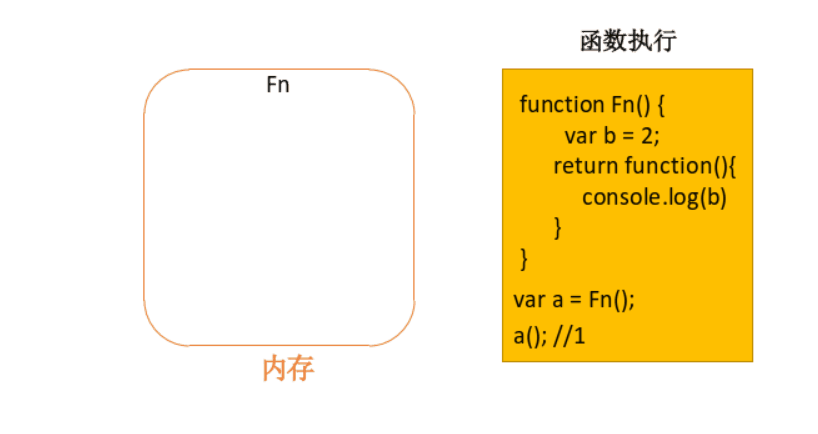 Fn
内存
函数执行
function Fn() {
var b = 2;
return function(){
console.log(b)
}
}
var a = Fn();
a(); //1